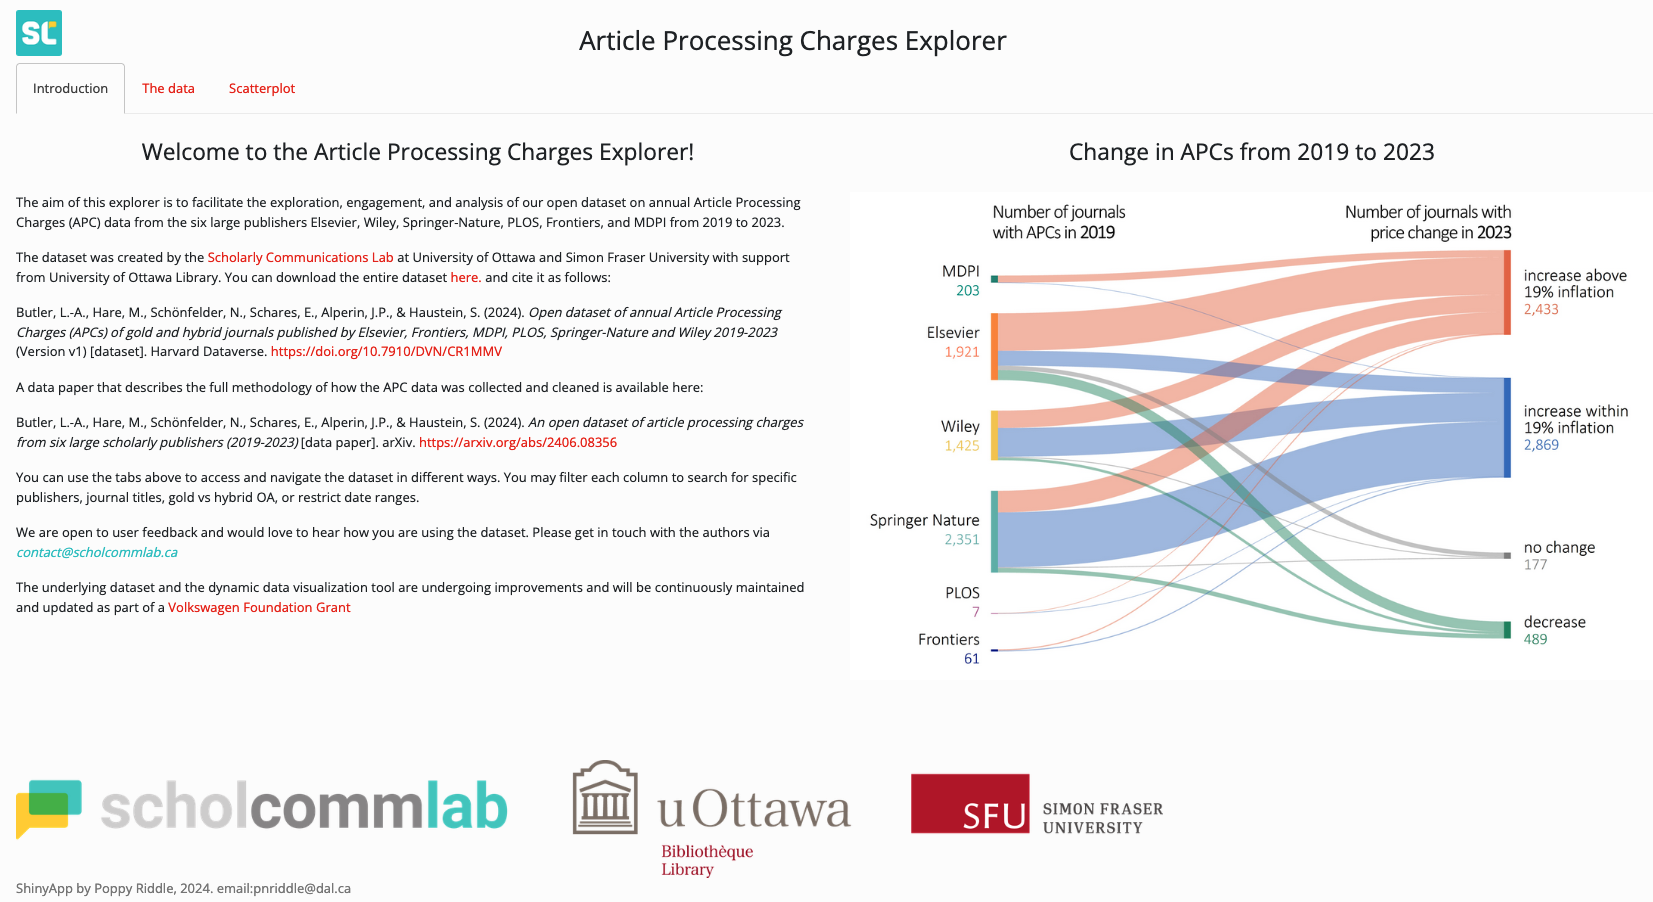 SC
Article Processing Charges Explorer
Introduction
The data
Scatterplot
Welcome to the Article Processing Charges Explorer!
The aim of this explorer is to facilitate the exploration, engagement, and analysis of our open dataset on annual Article Processing
Charges (APC) data from the six large publishers Elsevier, Wiley, Springer-Nature, PLOS, Frontiers, and MDPI from 2019 to 2023.
The dataset was created by the Scholarly Communications Lab at University of Ottawa and Simon Fraser University with support
from University of Ottawa Library. You can download the entire dataset here. and cite it as follows:
Butler, L.-A., Hare, M., Schönfelder, N., Schares, E., Alperin, J.P., & Haustein, S. (2024). Open dataset of annual Article Processing
Charges (APCs) of gold and hybrid journals published by Elsevier, Frontiers, MDPI, PLOS, Springer-Nature and Wiley 2019-2023
(Version v1) [dataset]. Harvard Dataverse. https://doi.org/10.7910/DVN/CR1MMV
A data paper that describes the full methodology of how the APC data was collected and cleaned is available here:
Butler, L.-A., Hare, M., Schönfelder, N., Schares, E., Alperin, J.P., & Haustein, S. (2024). An open dataset of article processing charges
from six large scholarly publishers (2019-2023) [data paper]. arXiv. https://arxiv.org/abs/2406.08356
You can use the tabs above to access and navigate the dataset in different ways. You may filter each column to search for specific
publishers, journal titles, gold vs hybrid OA, or restrict date ranges.
We are open to user feedback and would love to hear how you are using the dataset. Please get in touch with the authors via
contact@scholcommlab.ca
The underlying dataset and the dynamic data visualization tool are undergoing improvements and will be continuously maintained
and updated as part of a Volkswagen Foundation Grant
Change in APCs from 2019 to 2023
Number of journals
with APCs in 2019
Number of journals with
price change in 2023
MDPI
203
Elsevier
1,921
Wiley
1,425
Springer Nature
2,351
PLOS
7
Frontiers
61
increase above
19% inflation
2,433
increase within
19% inflation
2,869
no change
177
decrease
489
scholcommlab
uOttawa
Bibliothèque
Library
SFU
SIMON FRASER
UNIVERSITY
ShinyApp by Poppy Riddle, 2024. email:pnriddle@dal.ca